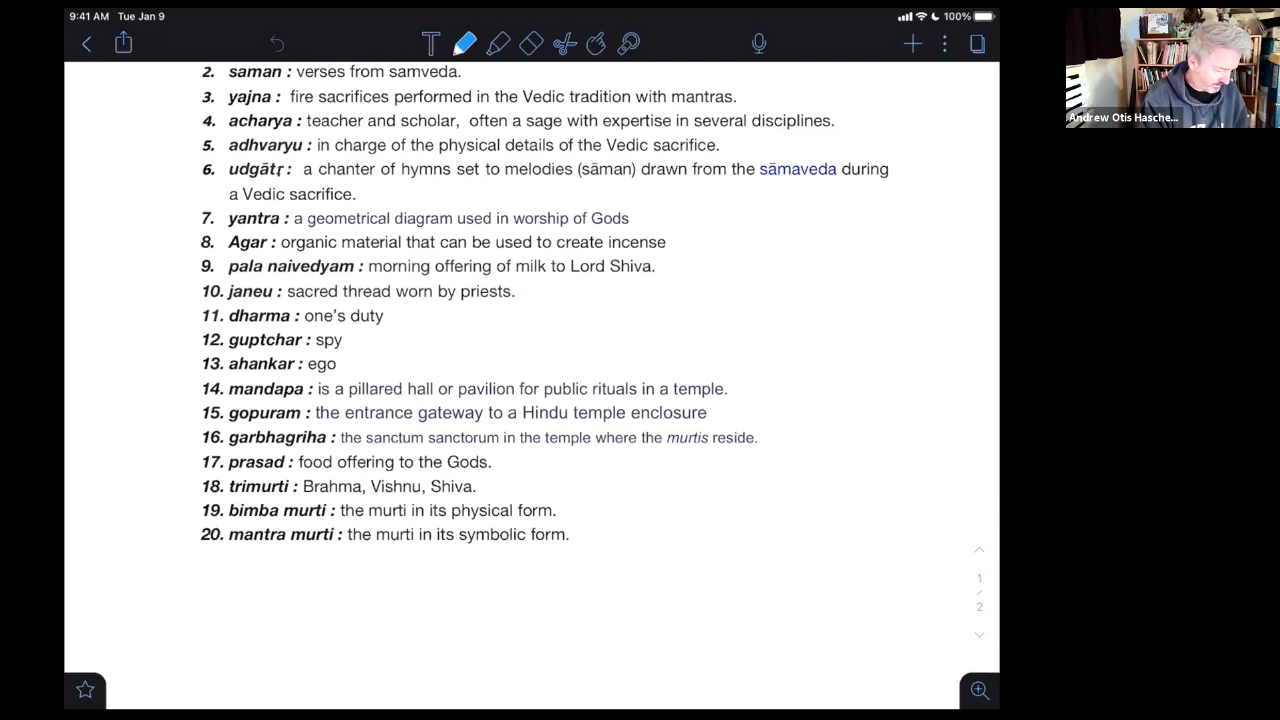 9:41 AM Tue Jan 9
100%
2. saman : verses from samveda.
3. yajna : fire sacrifices performed in the Vedic tradition with mantras.
4. acharya : teacher and scholar, often a sage with expertise in several disciplines.
5. adhvaryu : in charge of the physical details of the Vedic sacrifice.
6. udgātṛ : a chanter of hymns set to melodies (sāman) drawn from the sāmaveda during
a Vedic sacrifice.
7. yantra : a geometrical diagram used in worship of Gods
8. Agar : organic material that can be used to create incense
9. pala naivedyam : morning offering of milk to Lord Shiva.
10. janeu : sacred thread worn by priests.
11. dharma : one's duty
12. guptchar : spy
13. ahankar : ego
14. mandapa : is a pillared hall or pavilion for public rituals in a temple.
15. gopuram : the entrance gateway to a Hindu temple enclosure
16. garbhagriha : the sanctum sanctorum in the temple where the murtis reside.
17. prasad : food offering to the Gods.
18. trimurti : Brahma, Vishnu, Shiva.
19. bimba murti : the murti in its physical form.
20. mantra murti : the murti in its symbolic form.
1
/
2
Andrew Otis Hasche...